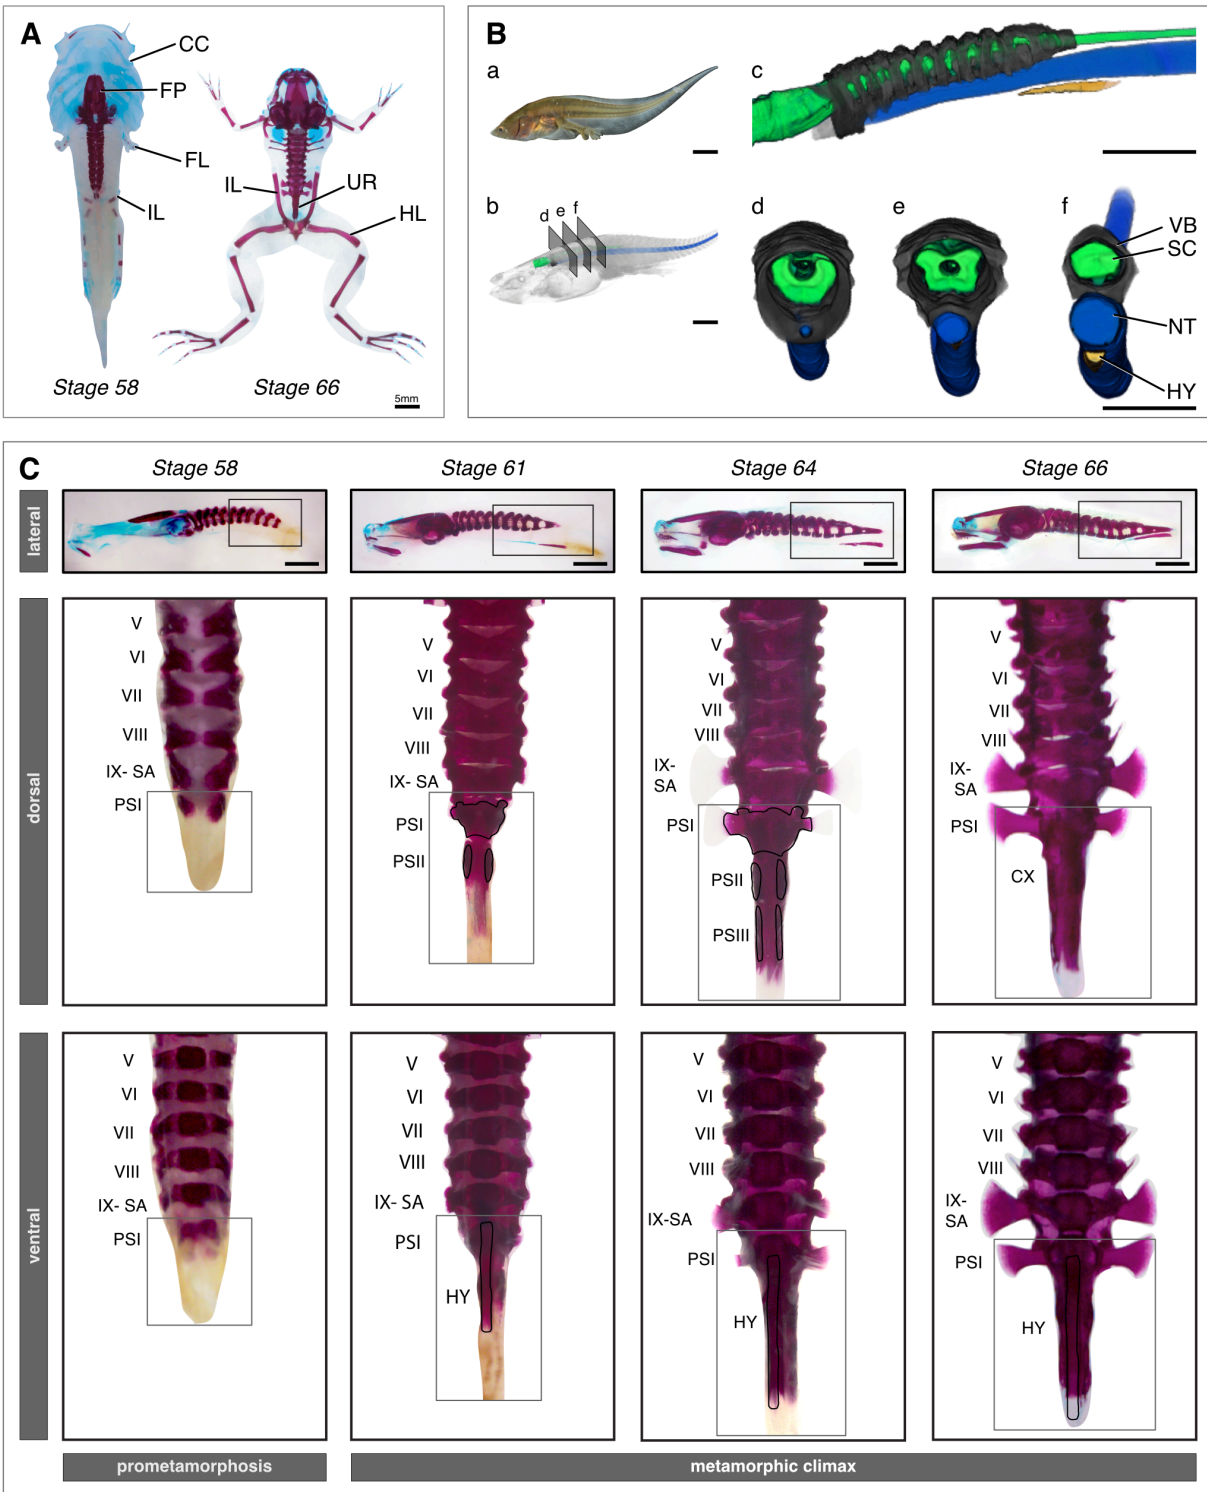 A
CC
FP
FL
IL
IL
UR
HL
Stage 58
Stage 66
5mm
B
a
b
d e f
c
d
e
f
VB
SC
NT
HY
C
Stage 58
Stage 61
Stage 64
Stage 66
lateral
dorsal
V
VI
VII
VIII
IX- SA
PSI
V
VI
VII
VIII
IX- SA
PSI
PSII
V
VI
VII
VIII
IX-
SA
PSI
PSII
PSIII
V
VI
VII
VIII
IX-
SA
PSI
CX
ventral
V
VI
VII
VIII
IX- SA
PSI
V
VI
VII
VIII
IX- SA
PSI
HY
V
VI
VII
VIII
IX-SA
PSI
HY
V
VI
VII
VIII
IX-
SA
PSI
HY
prometamorphosis
metamorphic climax